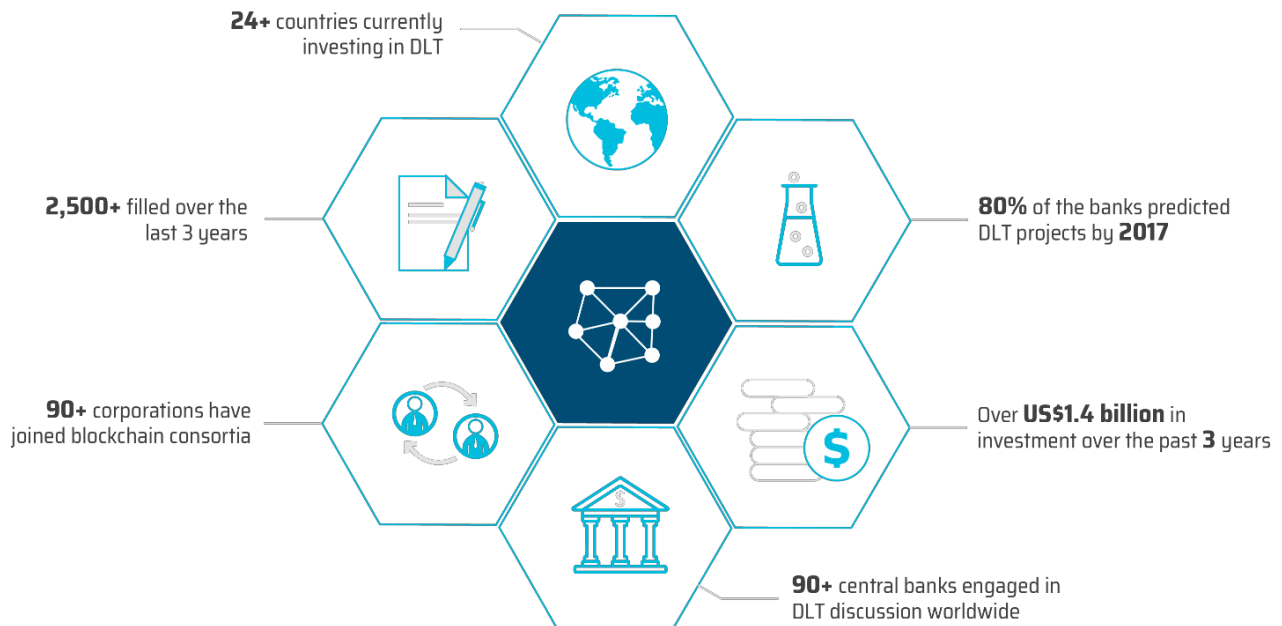 24+ countries currently
investing in DLT
2,500+ filled over the
last 3 years
80% of the banks predicted
DLT projects by 2017
90+ corporations have
joined blockchain consortia
Over US$1.4 billion in
investment over the past 3 years
$
$
90+ central banks engaged in
DLT discussion worldwide